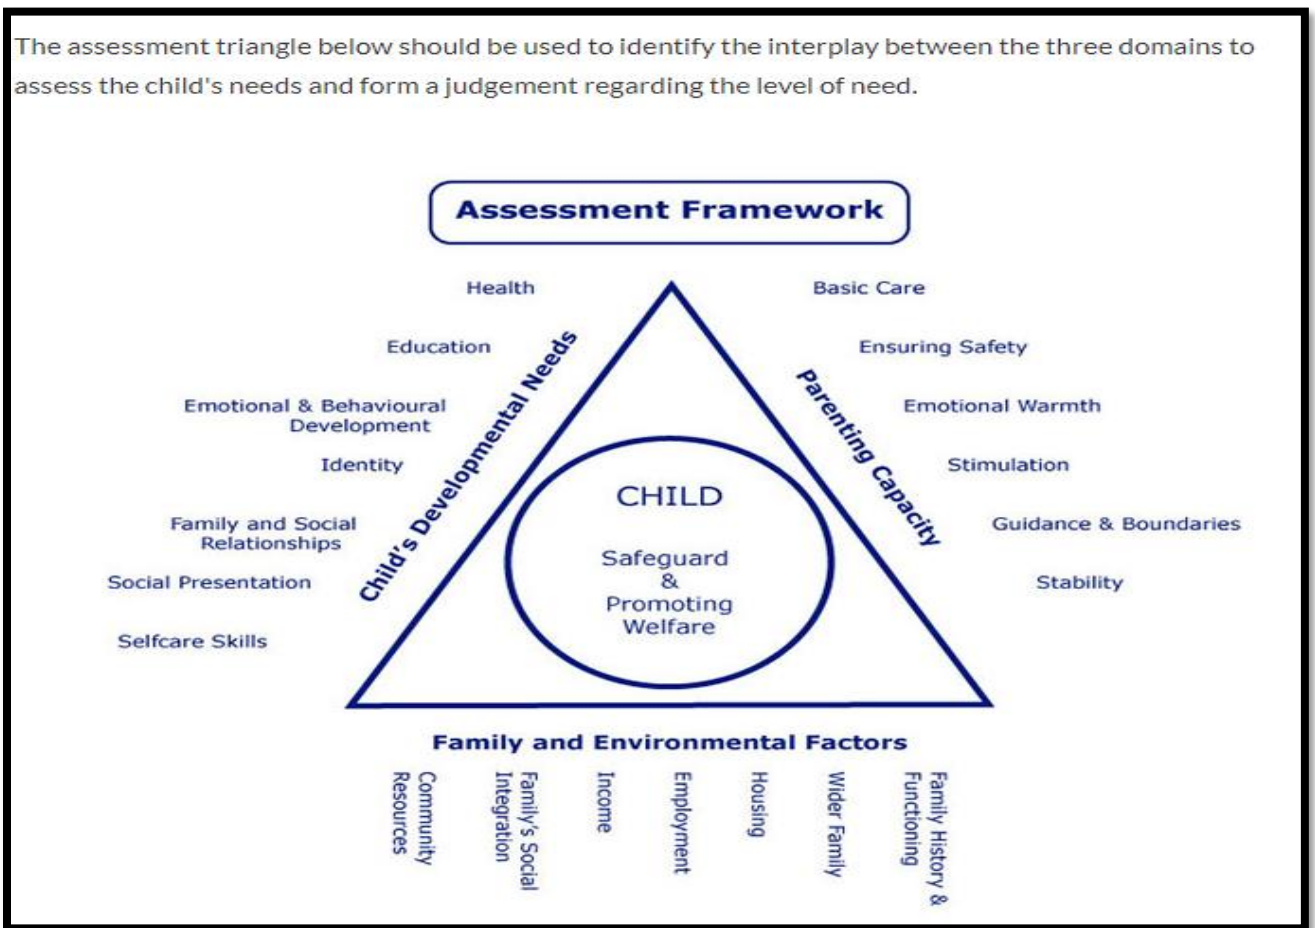 The assessment triangle below should be used to identify the interplay between the three domains to
assess the child's needs and form a judgement regarding the level of need.
Assessment Framework
Health
Education
Emotional & Behavioural
Development
Identity
Family and Social
Relationships
Social Presentation
Selfcare Skills
Child's Developmental Needs
CHILD
Safeguard
&
Promoting
Welfare
Parenting Capacity
Basic Care
Ensuring Safety
Emotional Warmth
Stimulation
Guidance & Boundaries
Stability
Family and Environmental Factors
Community
Resources
Family's Social
Integration
Income
Employment
Housing
Wider Family
Family History &
Functioning